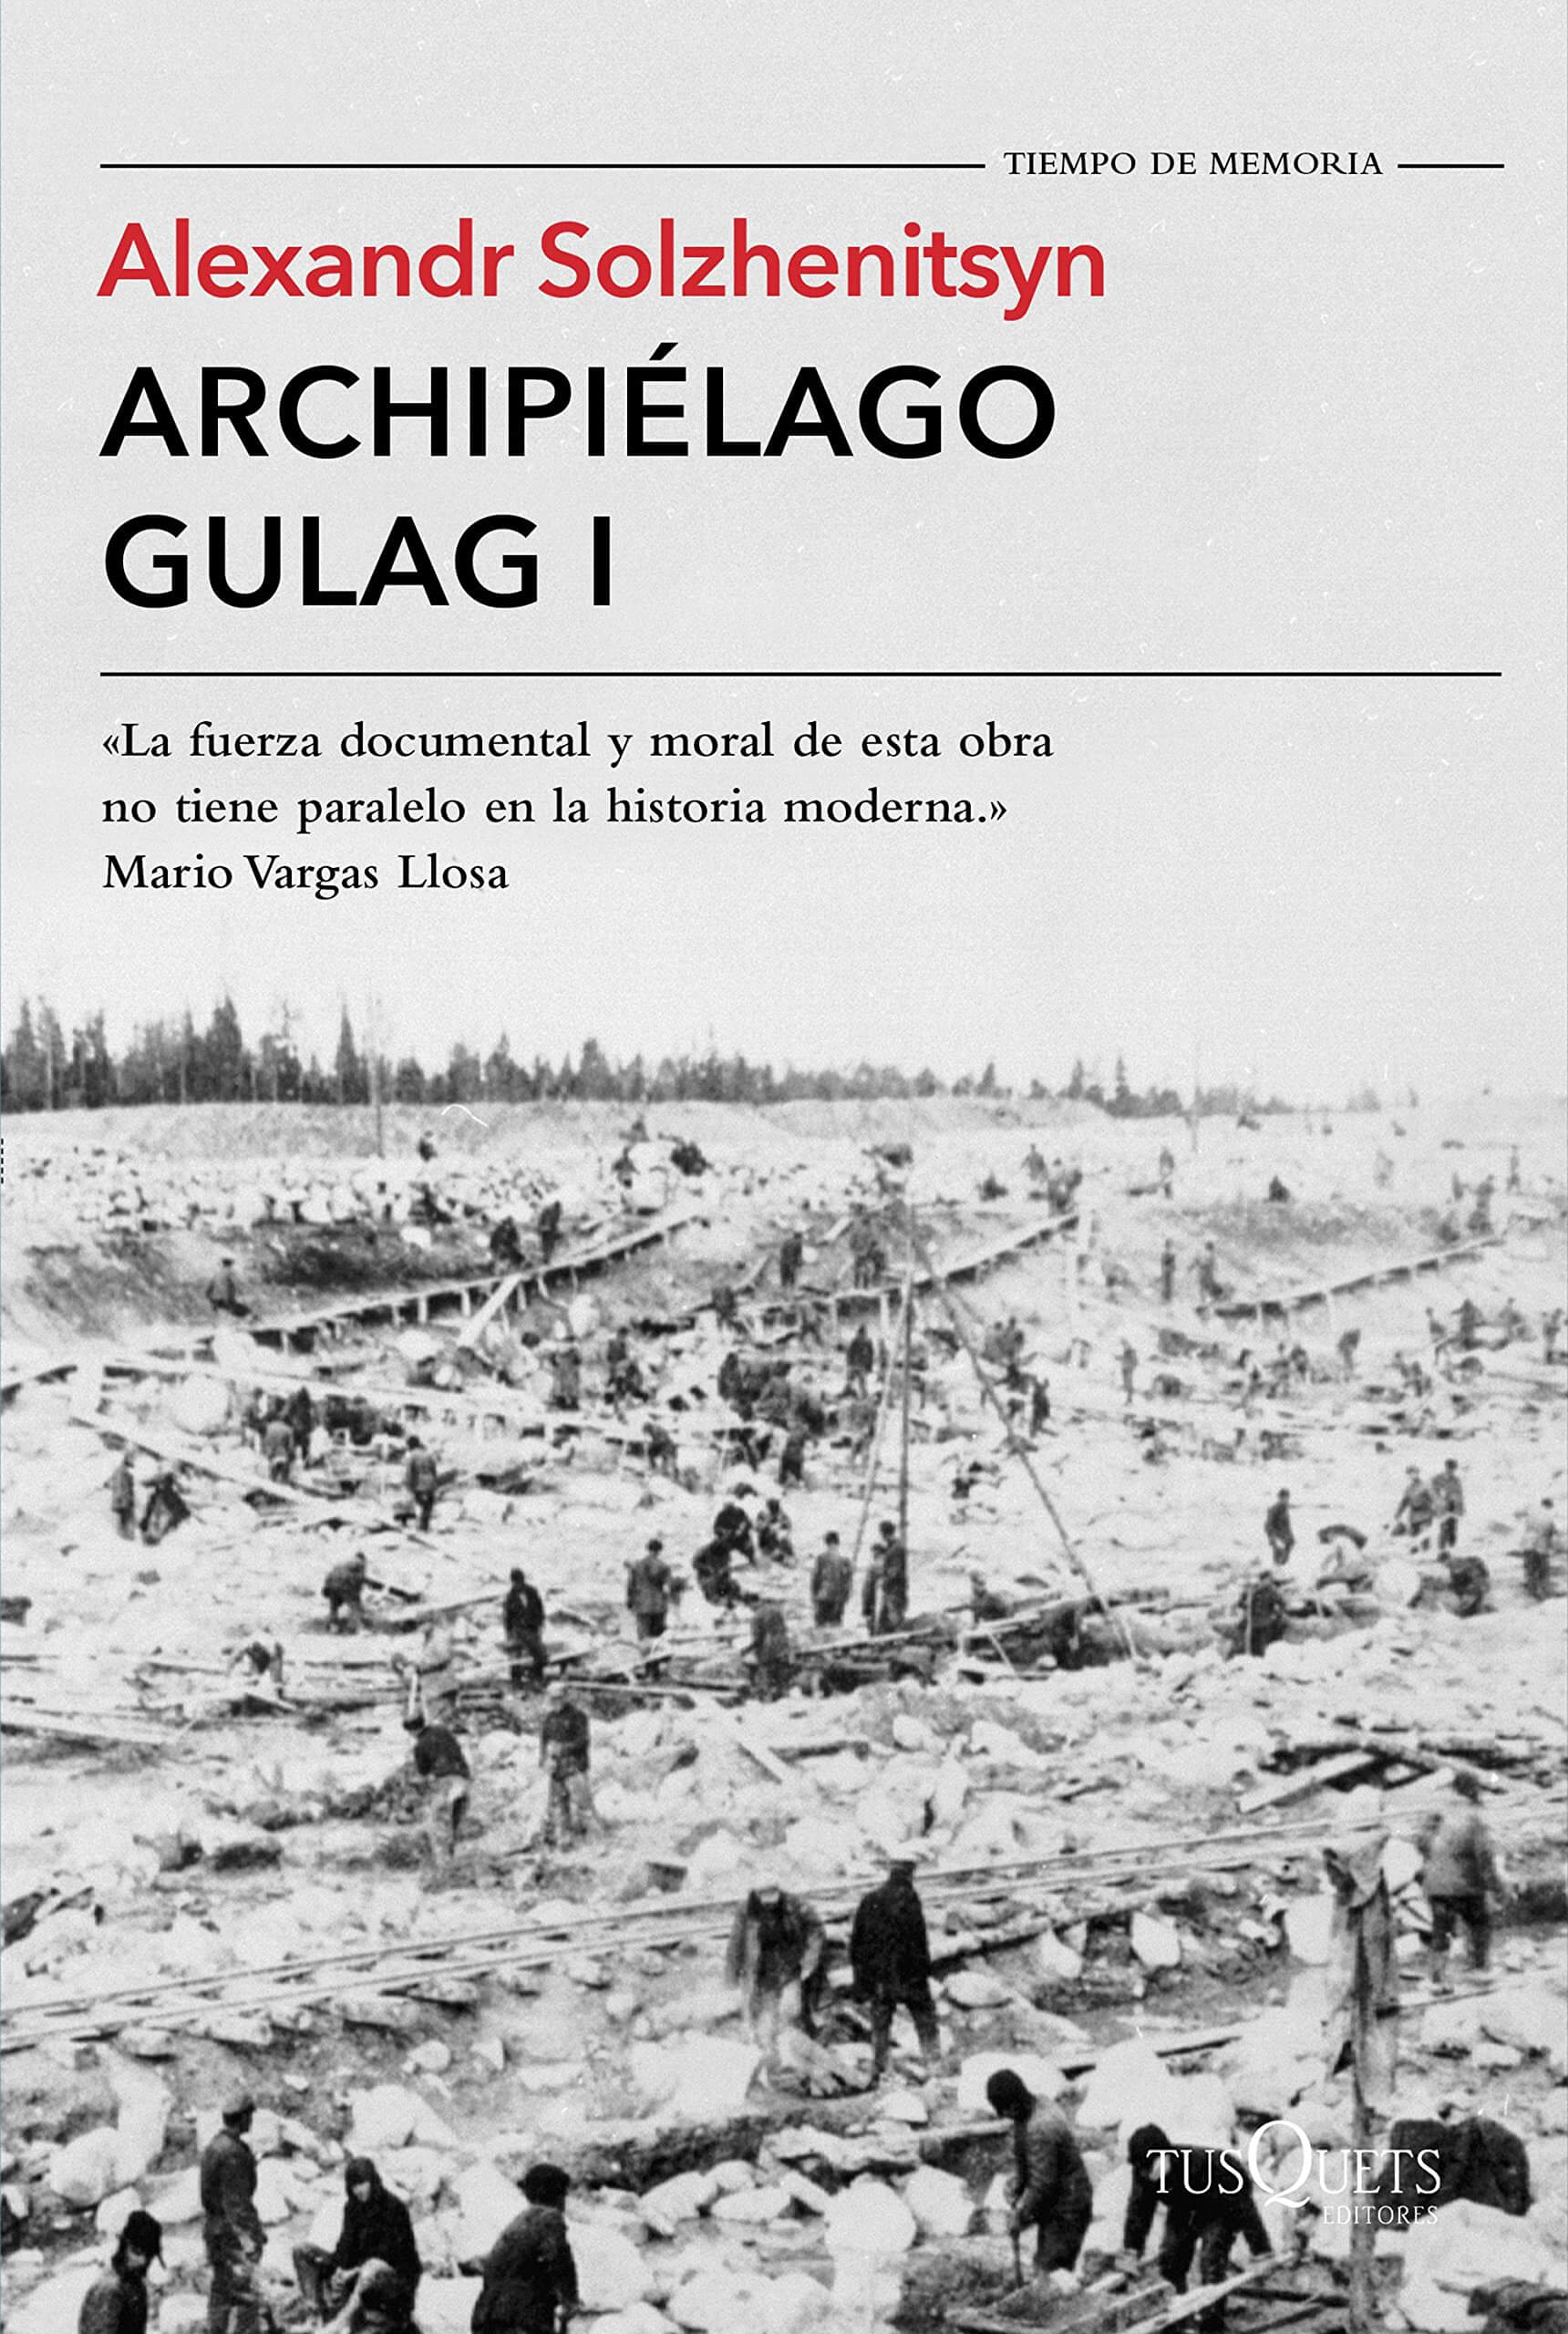 TIEMPO DE MEMORIA
Alexandr Solzhenitsyn
ARCHIPIÉLAGO
GULAG I
«La fuerza documental y moral de esta obra
no tiene paralelo en la historia moderna.»
Mario Vargas Llosa
TUSQUETS
EDITORES